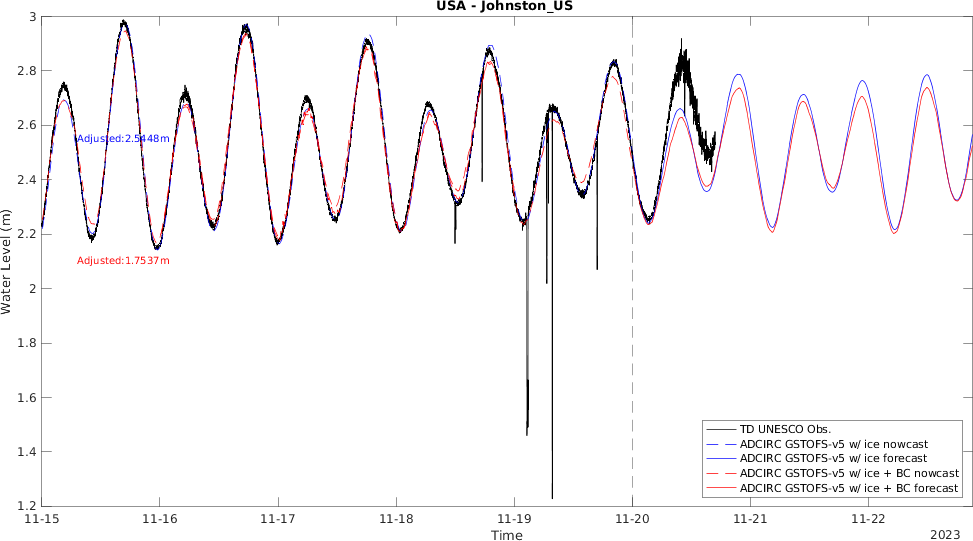 USA - Johnston_US
3
2.8
2.6
2.4
2.2
2
1.8
1.6
1.4
1.2
Water Level (m)
Adjusted:2.5448m
Adjusted:1.7537m
TD UNESCO Obs.
ADCIRC GSTOFS-v5 w/ ice nowcast
ADCIRC GSTOFS-v5 w/ ice forecast
ADCIRC GSTOFS-v5 w/ ice + BC nowcast
ADCIRC GSTOFS-v5 w/ ice + BC forecast
11-15 11-16 11-17 11-18 11-19 11-20 11-21 11-22
Time
2023